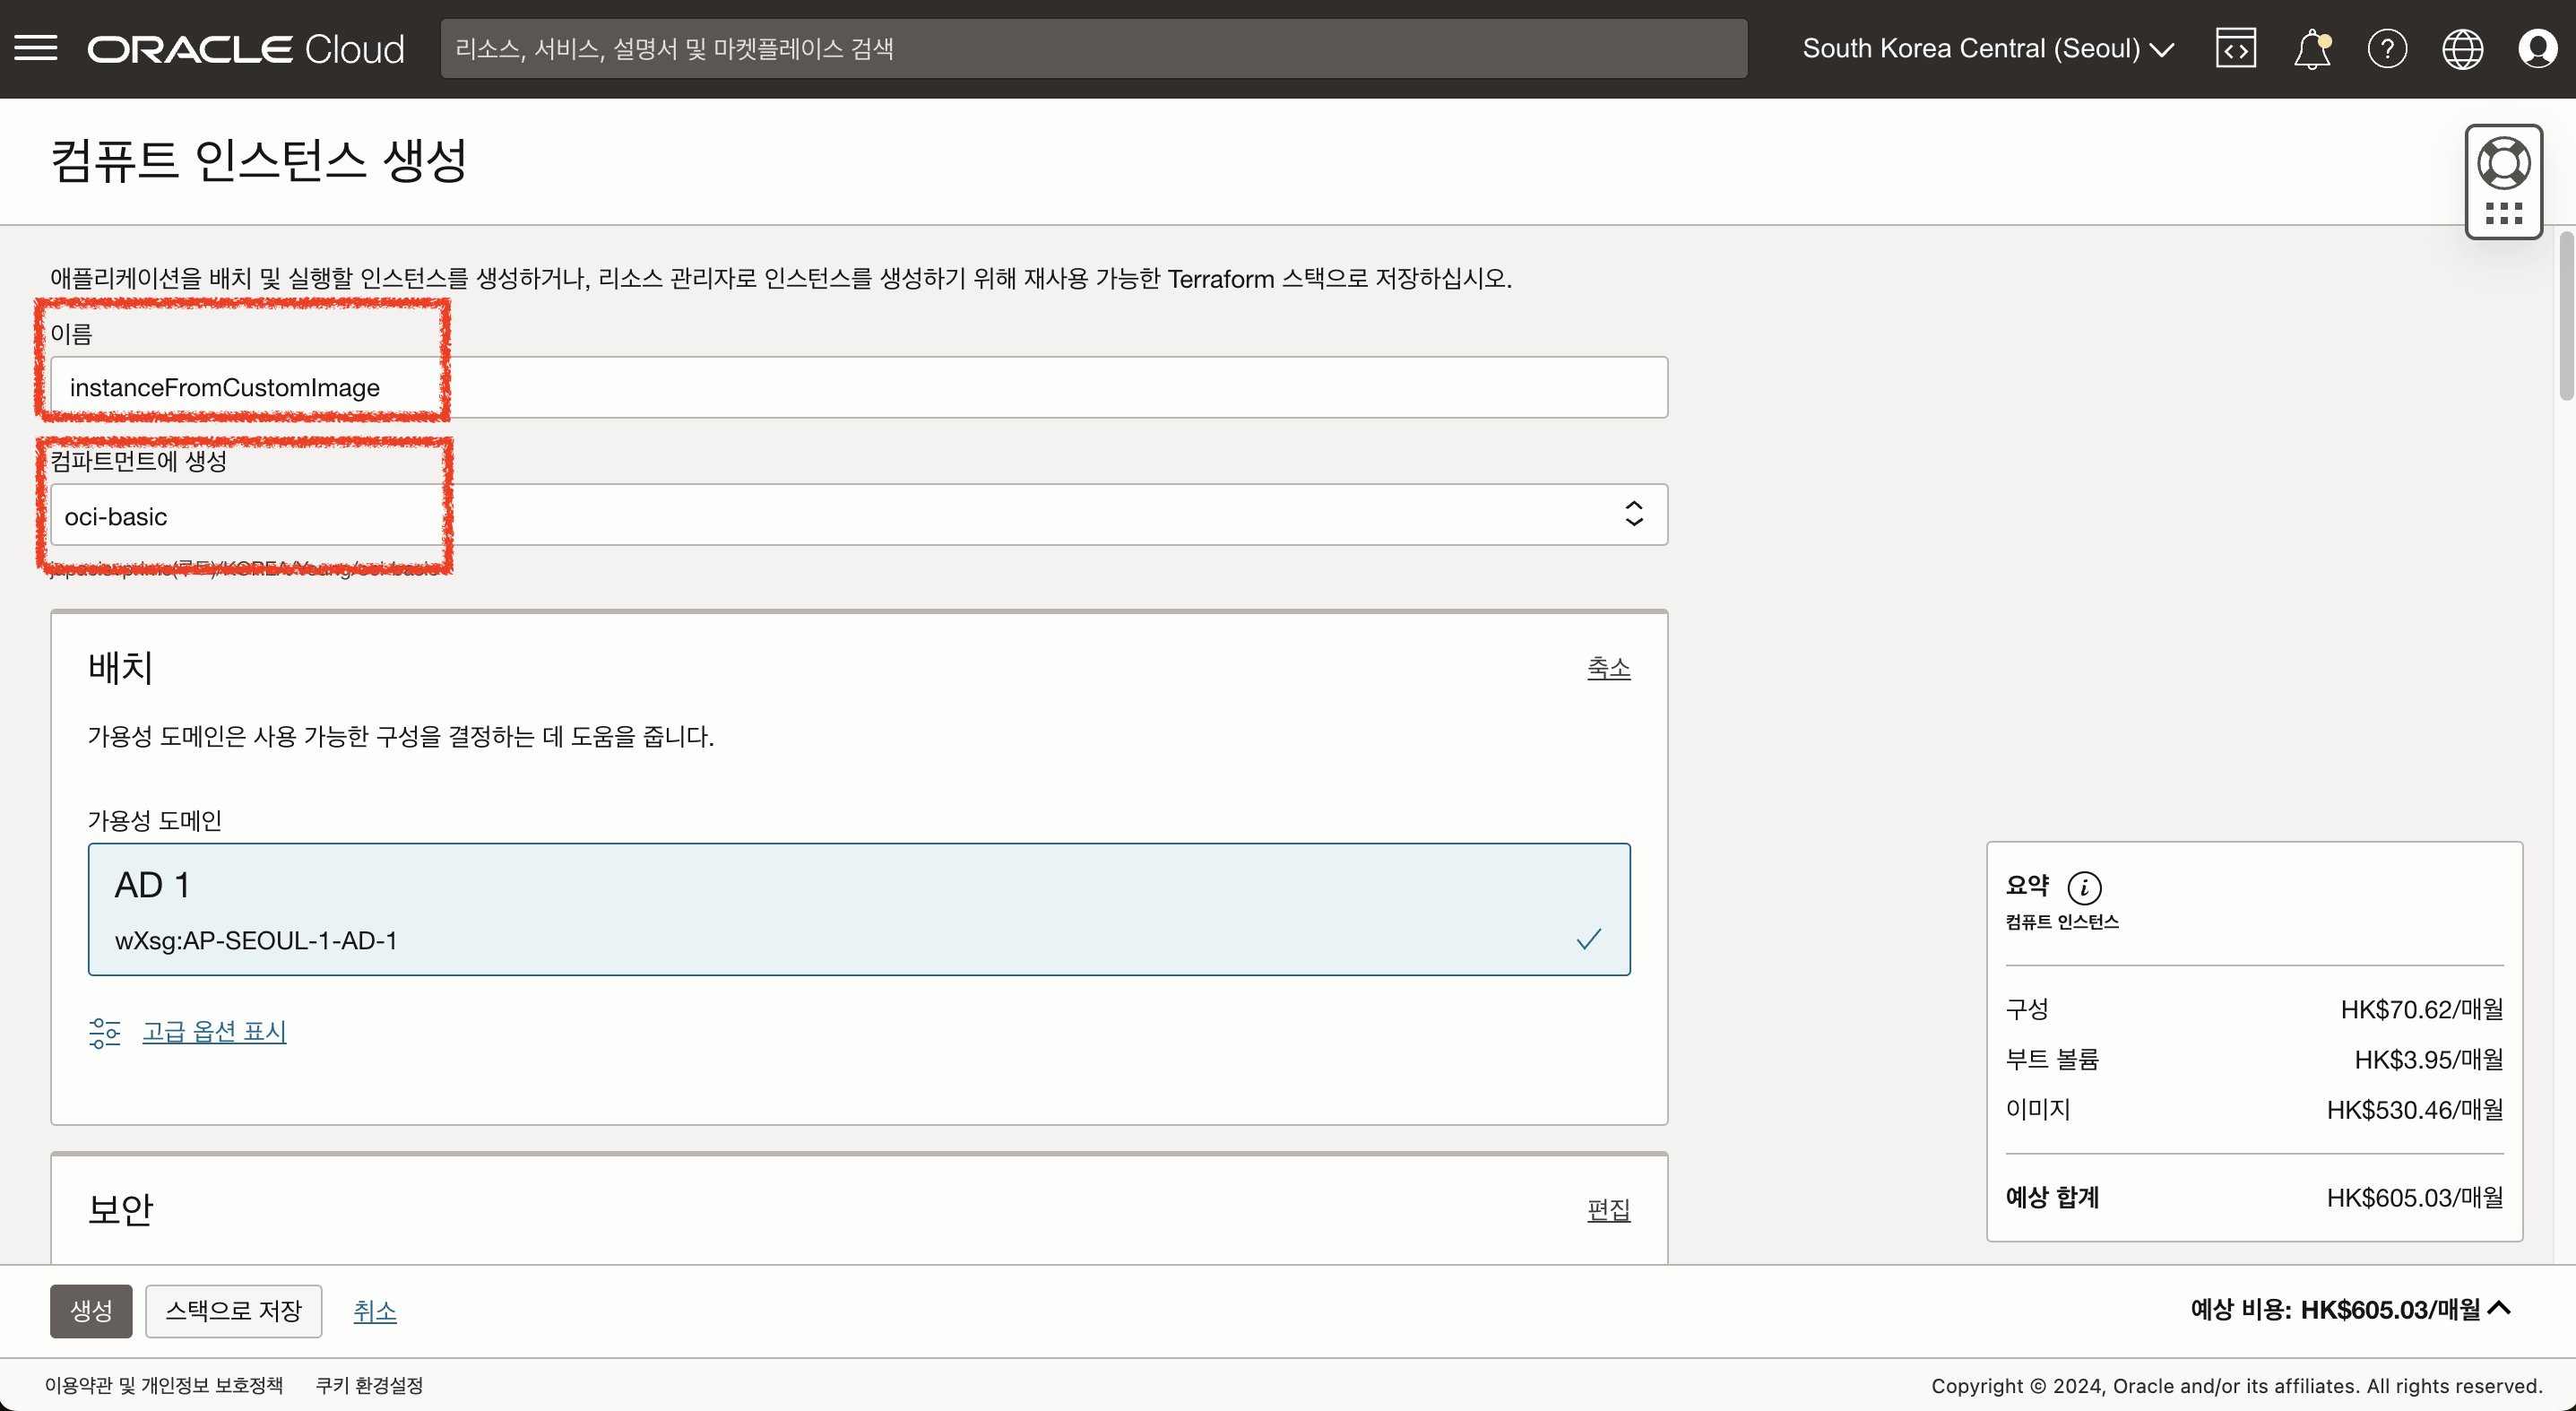 ORACLE Cloud
리소스, 서비스, 설명서 및 마켓플레이스 검색
South Korea Central (Seoul)
컴퓨트 인스턴스 생성
애플리케이션을 배치 및 실행할 인스턴스를 생성하거나, 리소스 관리자로 인스턴스를 생성하기 위해 재사용 가능한 Terraform 스택으로 저장하십시오.
이름
instanceFromCustomImage
컴파트먼트에 생성
oci-basic
배치
축소
가용성 도메인은 사용 가능한 구성을 결정하는 데 도움을 줍니다.
가용성 도메인
AD 1
wXsg:AP-SEOUL-1-AD-1
고급 옵션 표시
보안
편집
요약
컴퓨트 인스턴스
구성 HK$70.62/매월
부트 볼륨 HK$3.95/매월
이미지 HK$530.46/매월
예상 합계 HK$605.03/매월
생성
스택으로 저장
취소
예상 비용: HK$605.03/매월
이용약관 및 개인정보 보호정책
쿠키 환경설정
Copyright © 2024, Oracle and/or its affiliates. All rights reserved.